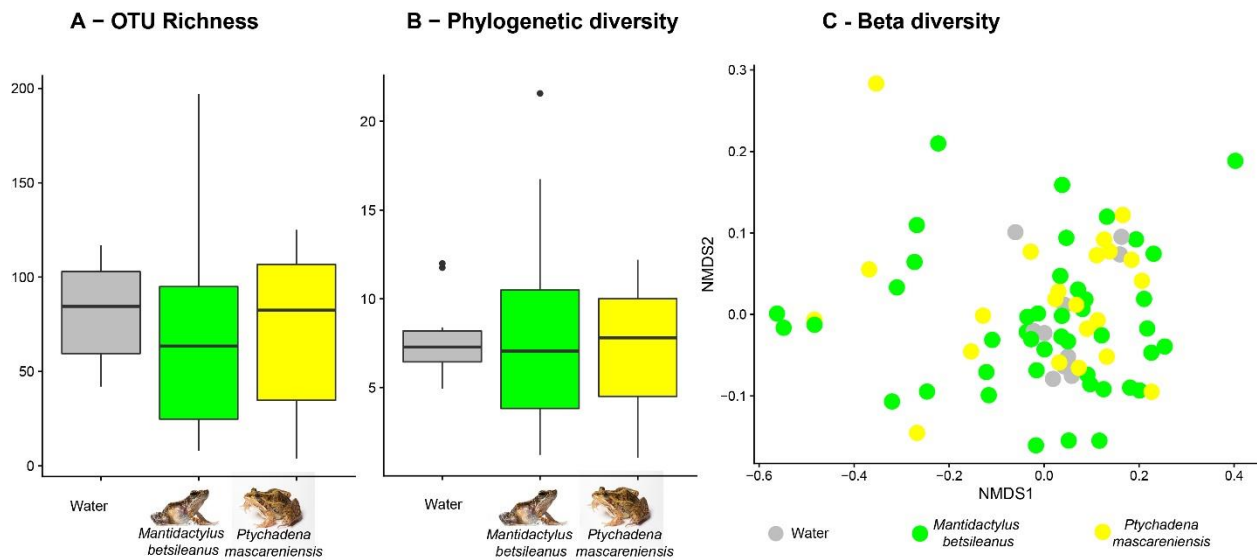 A – OTU Richness
200
150
100
50
0
Water
Mantidactylus
betsileanus
Ptychadena
mascareniensis
B – Phylogenetic diversity
20
15
10
5
Water
Mantidactylus
betsileanus
Ptychadena
mascareniensis
C - Beta diversity
NMDS2
0.3
0.2
0.1
0.0
−0.1
−0.6
−0.4
−0.2
0.0
0.2
0.4
NMDS1
Water
Mantidactylus
betsileanus
Ptychadena
mascareniensis